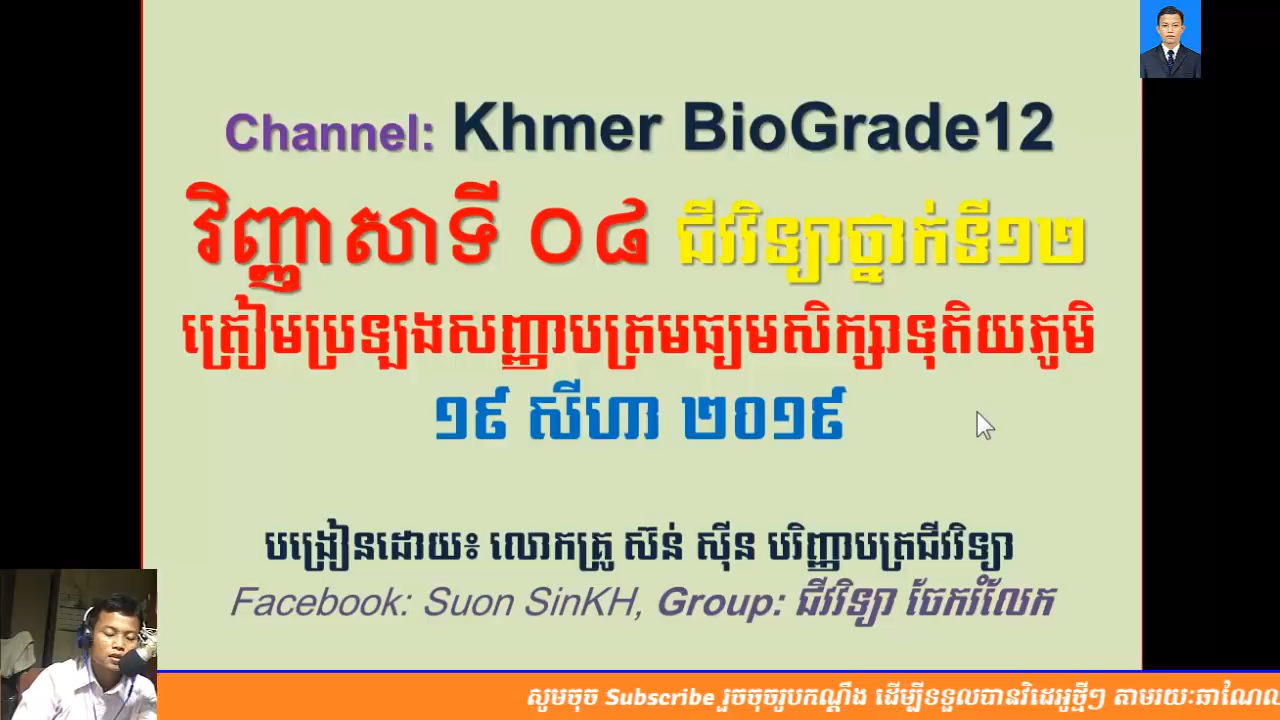 Channel: Khmer BioGrade12
វិញ្ញាសាទី ០៨ ជីវវិទ្យាថ្នាក់ទី១២
ត្រៀមប្រឡងសញ្ញាបត្រមធ្យមសិក្សាទុតិយភូមិ
១៩ សីហា ២០១៩
បង្រៀនដោយ៖ លោកគ្រូ ស៊ន់ ស៊ីន បរិញ្ញាបត្រជីវវិទ្យា
Facebook: Suon SinKH, Group: ជីវវិទ្យា ចែករំលែក
សូមចុច Subscribe រួចចុចរូបកណ្ដឹង ដើម្បីទទួលបានវិដេអូថ្មីៗ តាមរយៈឆាណែល